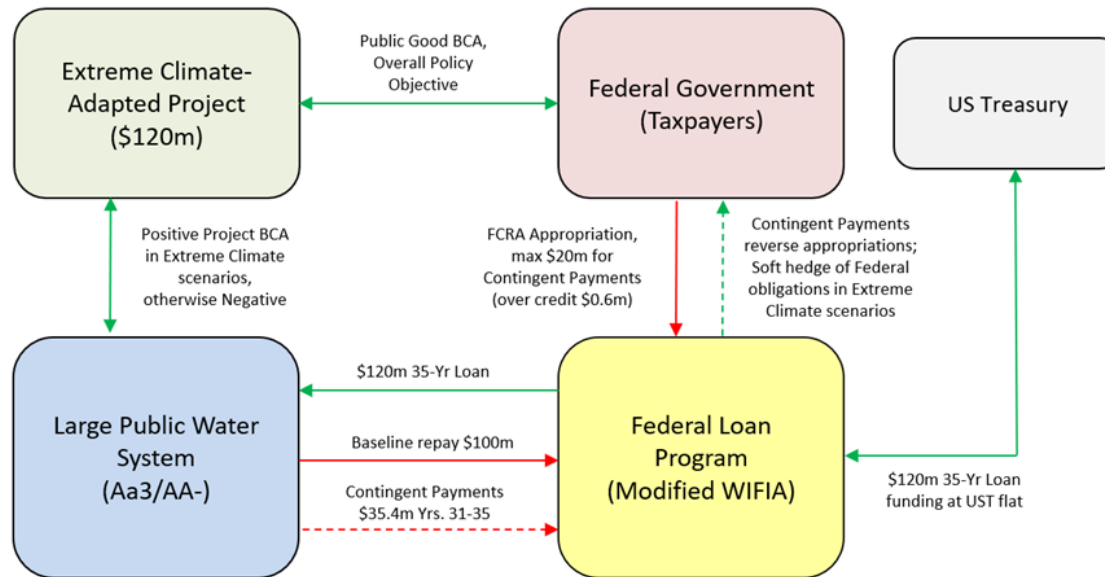 Extreme Climate-
Adapted Project
($120m)
Public Good BCA,
Overall Policy
Objective
Federal Government
(Taxpayers)
US Treasury
Positive Project BCA
in Extreme Climate
scenarios,
otherwise Negative
FCRA Appropriation,
max $20m for
Contingent Payments
(over credit $0.6m)
Contingent Payments
reverse appropriations;
Soft hedge of Federal
obligations in Extreme
Climate scenarios
Large Public Water
System
(Aa3/AA-)
$120m 35-Yr Loan
Baseline repay $100m
Contingent Payments
$35.4m Yrs. 31-35
Federal Loan
Program
(Modified WIFIA)
$120m 35-Yr Loan
funding at UST flat